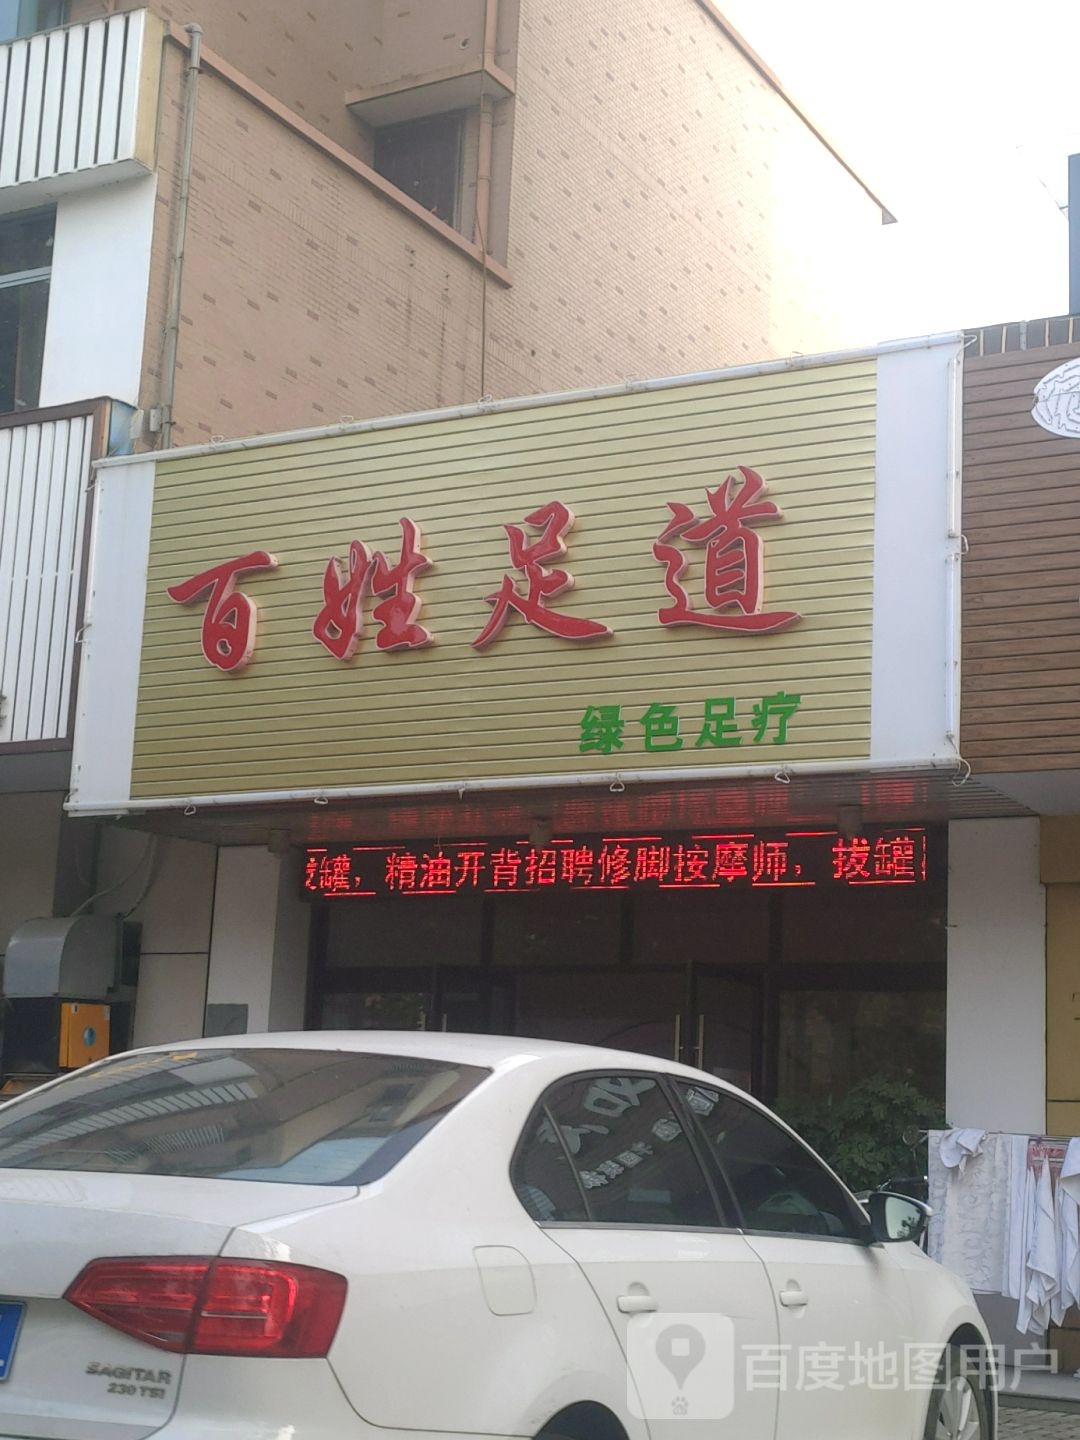 百姓足道
绿色足疗
罐，精油开背招聘修脚按摩师，拔罐
SAGITAR
230 TSI
百度地图用户